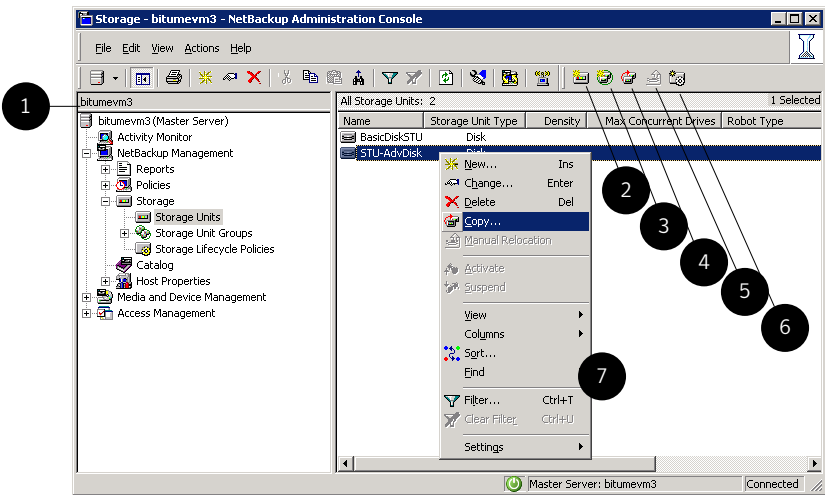 Storage - bitumevm3 - NetBackup Administration Console
File Edit View Actions Help
1
bitumevm3
All Storage Units: 2
1 Selected
bitumevm3 (Master Server)
Activity Monitor
NetBackup Management
Reports
Policies
Storage
Storage Units
Storage Unit Groups
Storage Lifecycle Policies
Catalog
Host Properties
Media and Device Management
Access Management
Name Storage Unit Type Density Max Concurrent Drives Robot Type
BasicDiskSTU Disk
STU-AdvDisk Disk
New... Ins
Change... Enter
Delete Del
Copy...
Manual Relocation
Activate
Suspend
View
Columns
Sort...
Find
Filter... Ctrl+T
Clear Filter Ctrl+U
Settings
2
3
4
5
6
7
Master Server: bitumevm3
Connected